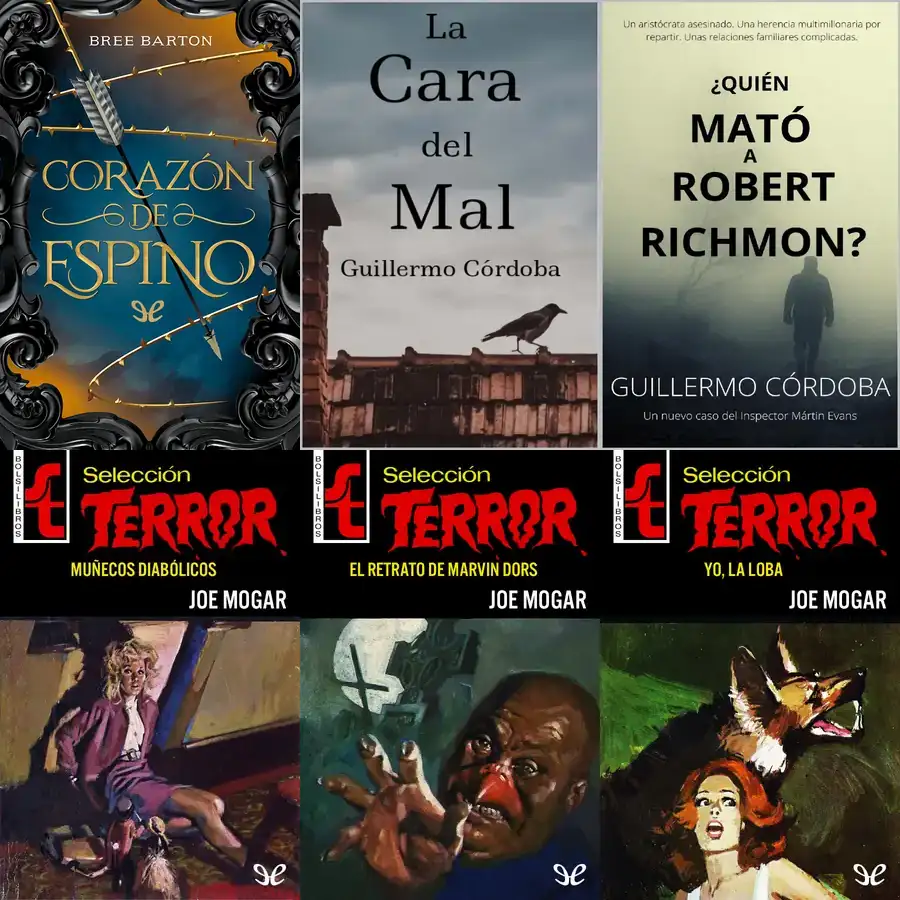 BREE BARTON
CORAZÓN
DE
ESPINO
La
Cara
del
Mal
Guillermo Córdoba
Un aristócrata asesinado. Una herencia multimillonaria por
repartir. Unas relaciones familiares complicadas.
¿QUIÉN
MATÓ
A
ROBERT
RICHMON?
GUILLERMO CÓRDOBA
Un nuevo caso del Inspector Mártin Evans
BOLSILIBROS
Selección
TERROR
MUÑECOS DIABÓLICOS
JOE MOGAR
BOLSILIBROS
Selección
TERROR
EL RETRATO DE MARVIN DORS
JOE MOGAR
BOLSILIBROS
Selección
TERROR
YO, LA LOBA
JOE MOGAR